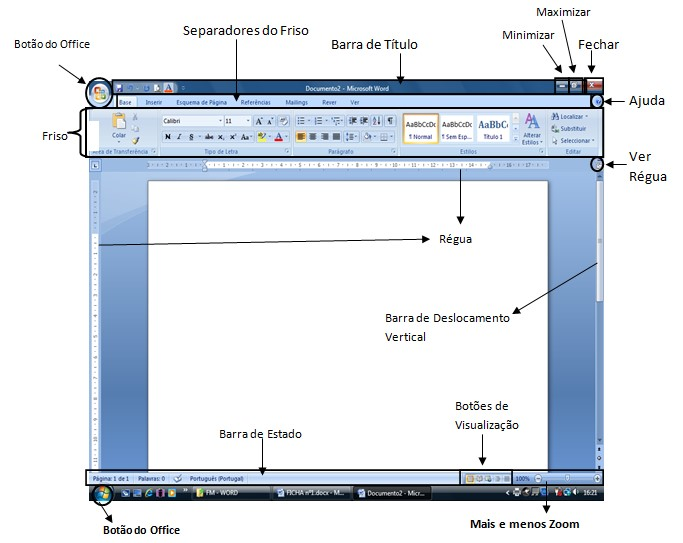 Maximizar
Minimizar
Separadores do Friso
Botão do Office
Barra de Título
Fechar
Documento2 - Microsoft Word
Base Inserir Esquema de Página Referências Mailings Rever Ver
Ajuda
Friso
Colar
Calibri 11
AaBbCcDc AaBbCcDc AaBbC
¶ Normal ¶ Sem Esp... Título 1
Alterar Estilos
Localizar
Substituir
Selecionar
Área de Transferência Tipo de Letra Parágrafo Estilos Editar
Ver
Régua
Régua
Barra de Deslocamento
Vertical
Botões de
Visualização
Barra de Estado
Página: 1 de 1 Palavras: 0 Português (Portugal) 100%
FM - WORD FICHA nº1.docx - M... Documento2 - Micr... 16:21
Botão do Office
Mais e menos Zoom